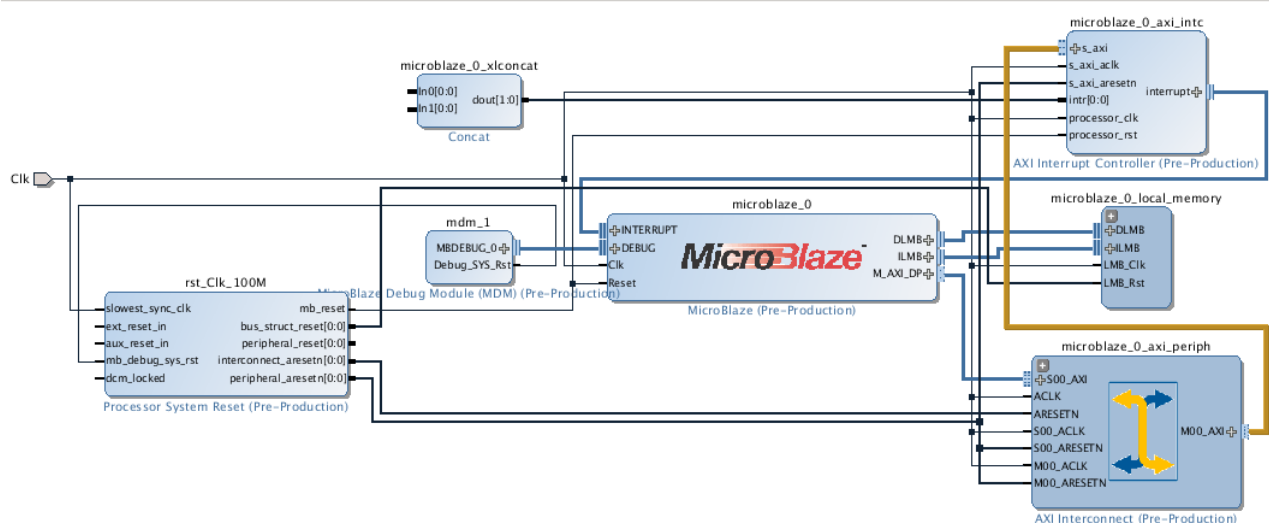 microblaze_0_axi_intc
s_axi
s_axi_aclk
s_axi_aresetn
intr[0:0]
processor_clk
processor_rst
interrupt
AXI Interrupt Controller (Pre-Production)
microblaze_0_xlconcat
In0[0:0]
In1[0:0]
dout[1:0]
Concat
Clk
mdm_1
MBDEBUG_0
Debug_SYS_Rst
MicroBlaze Debug Module (MDM) (Pre-Production)
microblaze_0
INTERRUPT
DEBUG
Clk
Reset
MicroBlaze
DLMB
ILMB
M_AXI_DP
MicroBlaze (Pre-Production)
microblaze_0_local_memory
DLMB
ILMB
LMB_Clk
LMB_Rst
rst_Clk_100M
slowest_sync_clk
ext_reset_in
aux_reset_in
mb_debug_sys_rst
dcm_locked
mb_reset
bus_struct_reset[0:0]
peripheral_reset[0:0]
interconnect_aresetn[0:0]
peripheral_aresetn[0:0]
Processor System Reset (Pre-Production)
microblaze_0_axi_periph
S00_AXI
ACLK
ARESETN
S00_ACLK
S00_ARESETN
M00_ACLK
M00_ARESETN
M00_AXI
AXI Interconnect (Pre-Production)